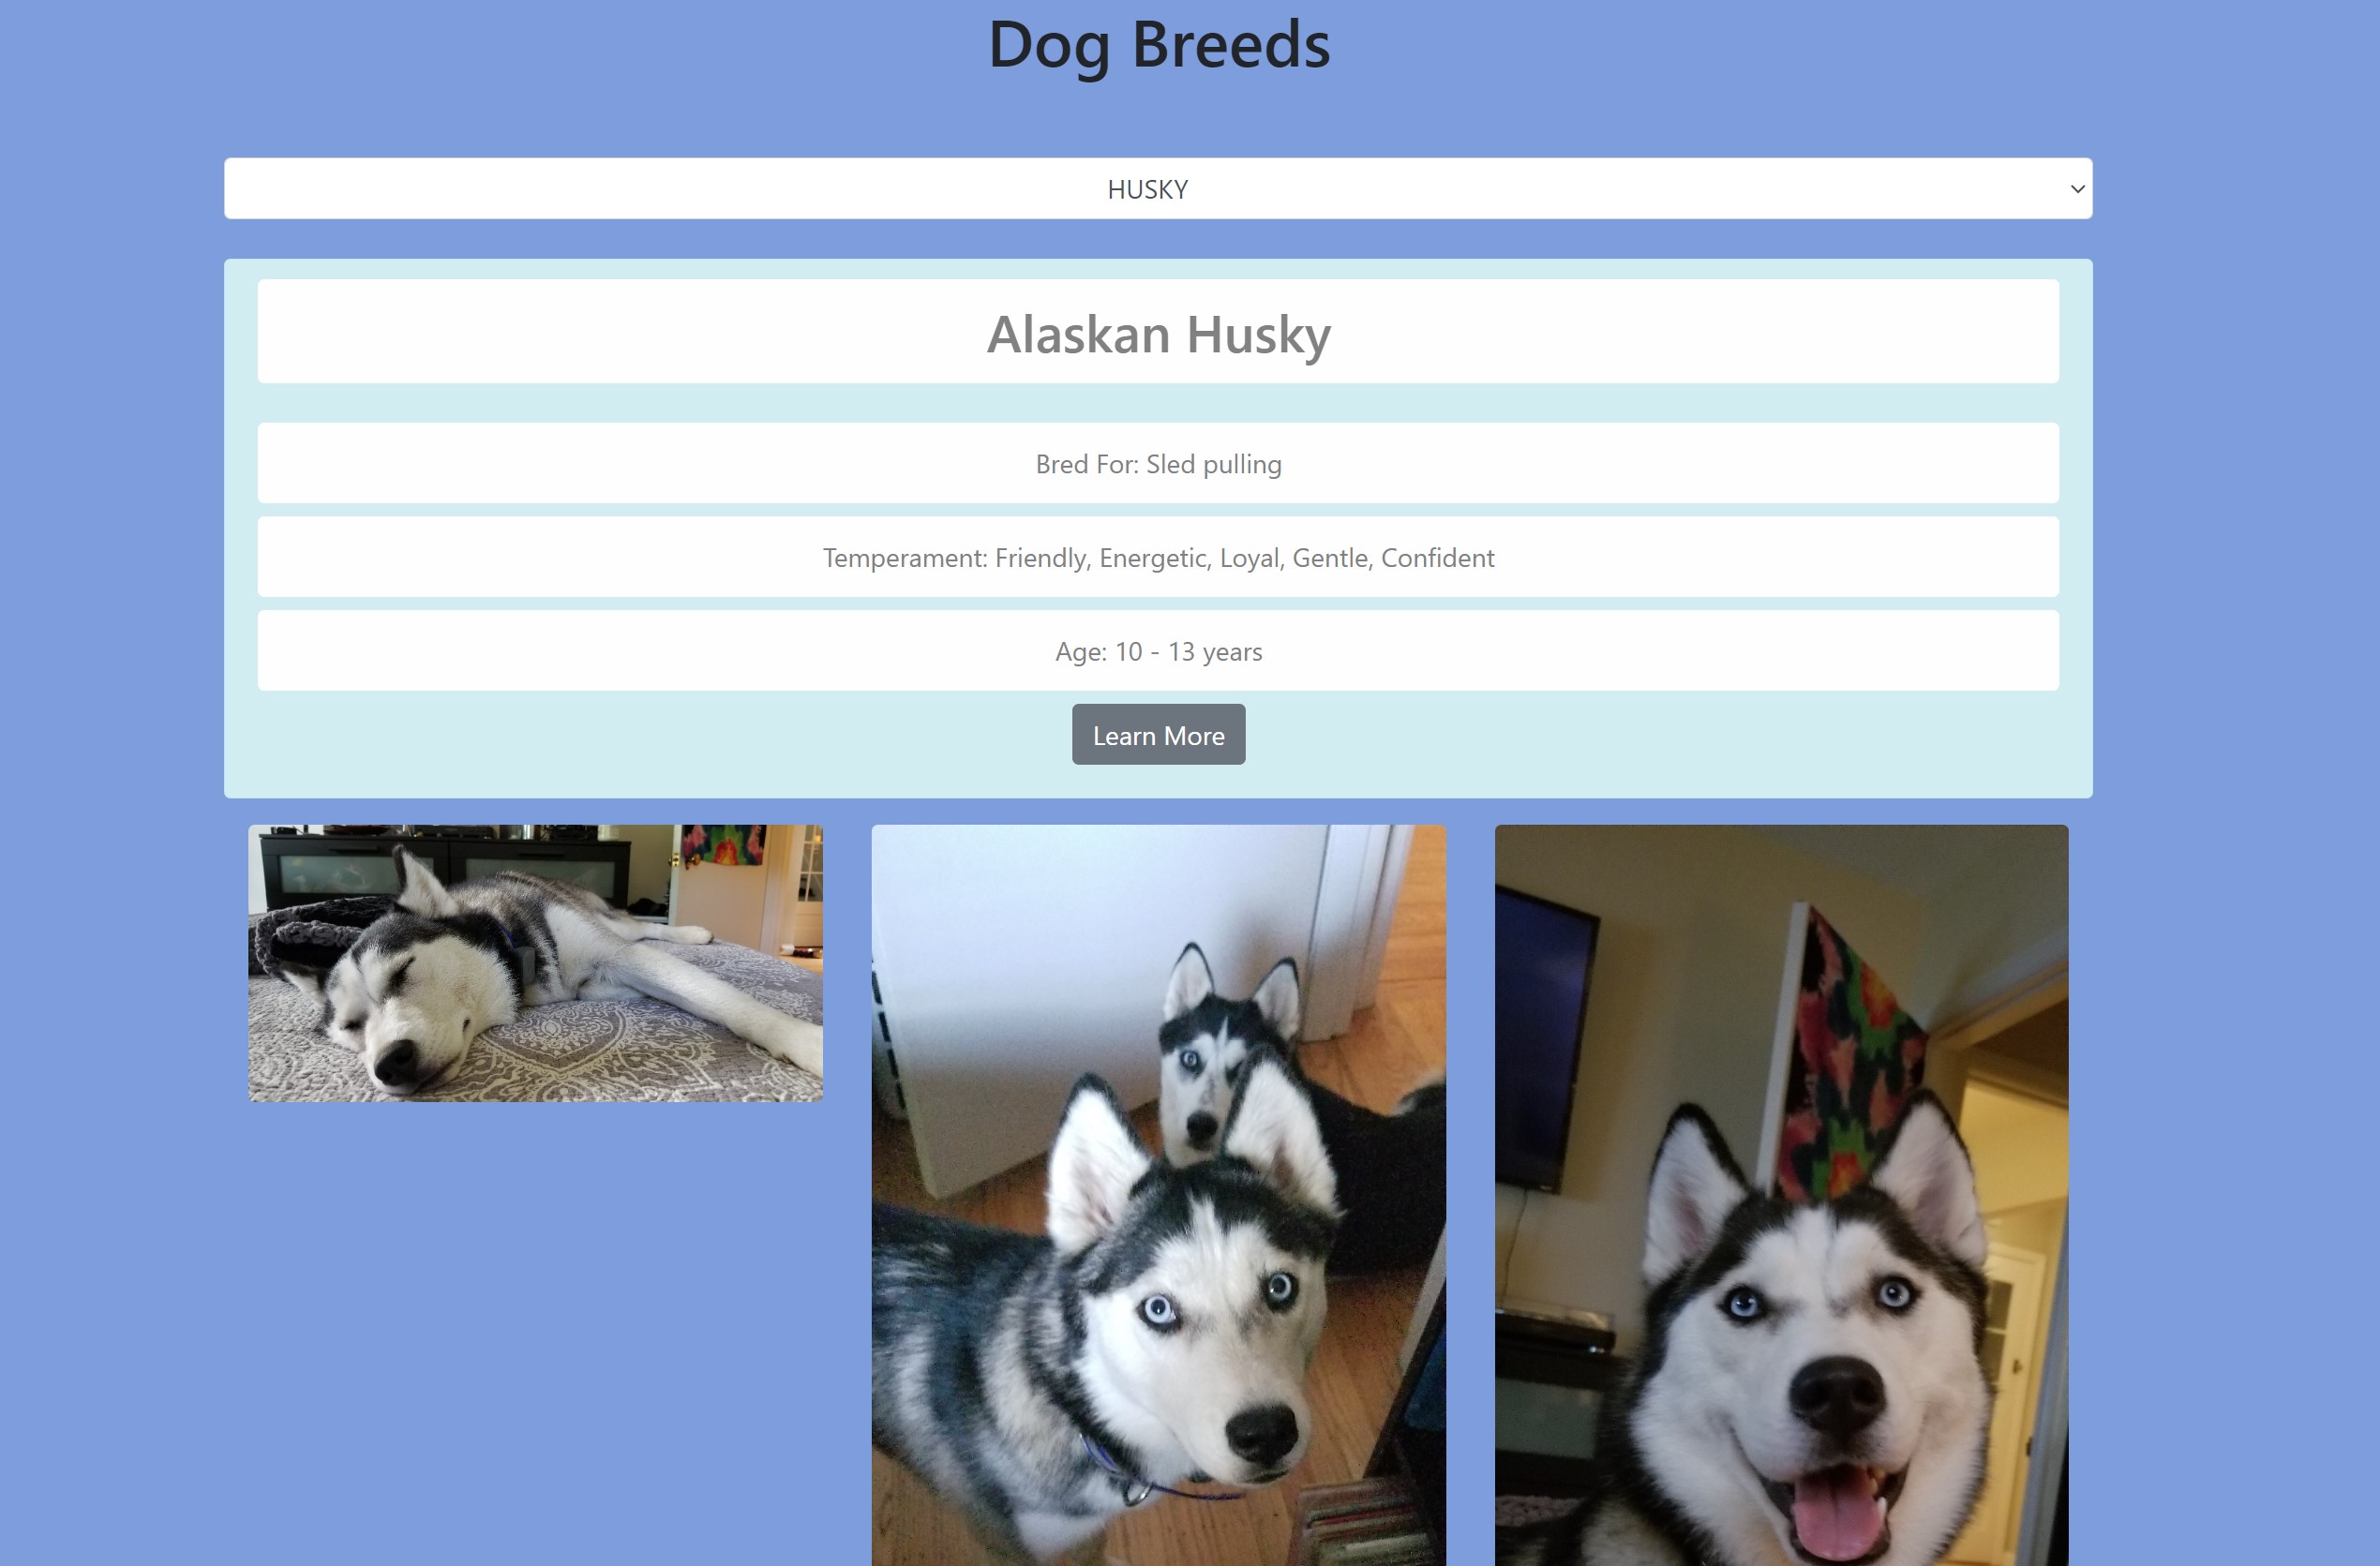 Dog Breeds
HUSKY
Alaskan Husky
Bred For: Sled pulling
Temperament: Friendly, Energetic, Loyal, Gentle, Confident
Age: 10 - 13 years
Learn More